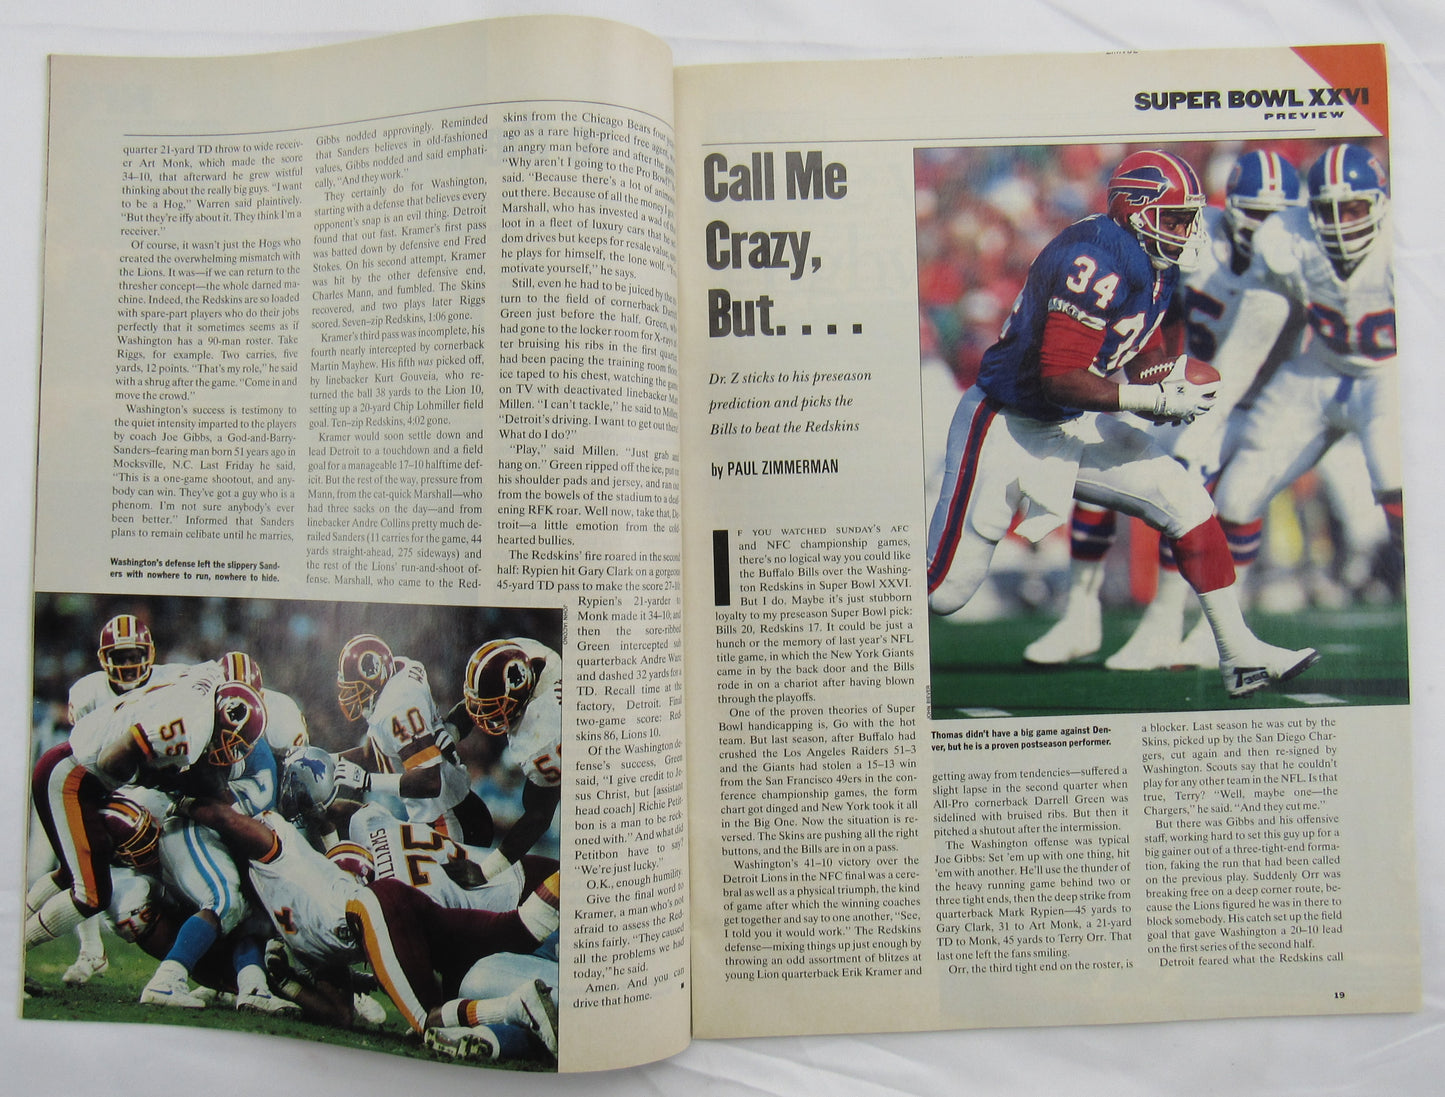 quarter 21-yard TD throw to wide receiv-
er Art Monk, which made the score
34–10, that afterward he grew wistful
thinking about the really big guys. "I want
to be a Hog," Warren said plaintively.
"But they're iffy about it. They think I'm a
receiver."
Of course, it wasn't just the Hogs who
created the overwhelming mismatch with
the Lions. It was—if we can return to the
thresher concept—the whole darned ma-
chine. Indeed, the Redskins are so loaded
with spare-part players who do their jobs
perfectly that it sometimes seems as if
Washington has a 90-man roster. Take
Riggs, for example. Two carries, five
yards, 12 points. "That's my role," he said
with a shrug after the game. "Come in and
move the crowd."
Washington's success is testimony to
the quiet intensity imparted to the players
by coach Joe Gibbs, a God-and-Barry-
Sanders–fearing man born 51 years ago in
Mocksville, N.C. Last Friday he said,
"This is a one-game shootout, and any-
body can win. They've got a guy who is a
phenom. I'm not sure anybody's ever
been better." Informed that Sanders
plans to remain celibate until he marries,
Washington's defense left the slippery Sand-
ers with nowhere to run, nowhere to hide.
Gibbs nodded approvingly. Reminded
that Sanders believes in old-fashioned
values, Gibbs nodded and said emphati-
cally, "And they work."
They certainly do for Washington,
starting with a defense that believes every
opponent's snap is an evil thing. Detroit
found that out fast. Kramer's first pass
was batted down by defensive end Fred
Stokes. On his second attempt, Kramer
was hit by the other defensive end,
Charles Mann, and fumbled. The Skins
recovered, and two plays later Riggs
scored. Seven–zip Redskins, 1:06 gone.
Kramer's third pass was incomplete, his
fourth nearly intercepted by cornerback
Martin Mayhew. His fifth was picked off,
by linebacker Kurt Gouveia, who re-
turned the ball 38 yards to the Lion 10,
setting up a 20-yard Chip Lohmiller field
goal. Ten–zip Redskins, 4:02 gone.
Kramer would soon settle down and
lead Detroit to a touchdown and a field
goal for a manageable 17–10 halftime def-
icit. But the rest of the way, pressure from
Mann, from the cat-quick Marshall—who
had three sacks on the day—and from
linebacker Andre Collins pretty much de-
railed Sanders (11 carries for the game, 44
yards straight-ahead, 275 sideways) and
the rest of the Lions' run-and-shoot of-
fense. Marshall, who came to the Red-
skins from the Chicago Bears four years
ago as a rare high-priced free agent, was
an angry man before and after the game.
"Why aren't I going to the Pro Bowl?" he
said. "Because there's a lot of animosity
out there. Because of all the money I got."
Marshall, who has invested a wad of the
loot in a fleet of luxury cars that he sel-
dom drives but keeps for resale value,
he plays for himself, the lone wolf. "You
motivate yourself," he says.
Still, even he had to be juiced by the re-
turn to the field of cornerback Darrell
Green just before the half. Green, who
had gone to the locker room for X-rays af-
ter bruising his ribs in the first quarter
had been pacing the training room floor
ice taped to his chest, watching the game
on TV with deactivated linebacker Matt
Millen. "I can't tackle," he said to Millen.
"Detroit's driving. I want to get out there.
What do I do?"
"Play," said Millen. "Just grab and
hang on." Green ripped off the ice, put on
his shoulder pads and jersey, and ran out
from the bowels of the stadium to a deaf-
ening RFK roar. Well now, take that, De-
troit—a little emotion from the cold-
hearted bullies.
The Redskins' fire roared in the second
half: Rypien hit Gary Clark on a gorgeous
45-yard TD pass to make the score 27–10;
Rypien's 21-yarder to
Monk made it 34–10; and
then the sore-ribbed
Green intercepted sub
quarterback Andre Ware
and dashed 32 yards for a
TD. Recall time at the
factory, Detroit. Final
two-game score: Red-
skins 86, Lions 10.
Of the Washington de-
fense's success, Green
said, "I give credit to Je-
sus Christ, but [assistant
head coach] Richie Petit-
bon is a man to be reck-
oned with." And what did
Petitbon have to say?
"We're just lucky."
O.K., enough humility.
Give the final word to
Kramer, a man who's not
afraid to assess the Red-
skins fairly. "They caused
all the problems we had
today," he said.
Amen. And you can
drive that home.
JOHN IACONO
55
40
75
LLIAMS
SUPER BOWL XXVI
PREVIEW
Call Me
Crazy,
But. . . .
Dr. Z sticks to his preseason
prediction and picks the
Bills to beat the Redskins
by PAUL ZIMMERMAN
IF YOU WATCHED SUNDAY'S AFC
and NFC championship games,
there's no logical way you could like
the Buffalo Bills over the Washing-
ton Redskins in Super Bowl XXVI.
But I do. Maybe it's just stubborn
loyalty to my preseason Super Bowl pick:
Bills 20, Redskins 17. It could be just a
hunch or the memory of last year's NFL
title game, in which the New York Giants
came in by the back door and the Bills
rode in on a chariot after having blown
through the playoffs.
One of the proven theories of Super
Bowl handicapping is, Go with the hot
team. But last season, after Buffalo had
crushed the Los Angeles Raiders 51–3
and the Giants had stolen a 15–13 win
from the San Francisco 49ers in the con-
ference championship games, the form
chart got dinged and New York took it all
in the Big One. Now the situation is re-
versed. The Skins are pushing all the right
buttons, and the Bills are in on a pass.
Washington's 41–10 victory over the
Detroit Lions in the NFC final was a cere-
bral as well as a physical triumph, the kind
of game after which the winning coaches
get together and say to one another, "See,
I told you it would work." The Redskins
defense—mixing things up just enough by
throwing an odd assortment of blitzes at
young Lion quarterback Erik Kramer and
34
34
Thomas didn't have a big game against Den-
ver, but he is a proven postseason performer.
getting away from tendencies—suffered a
slight lapse in the second quarter when
All-Pro cornerback Darrell Green was
sidelined with bruised ribs. But then it
pitched a shutout after the intermission.
The Washington offense was typical
Joe Gibbs: Set 'em up with one thing, hit
'em with another. He'll use the thunder of
the heavy running game behind two or
three tight ends, then the deep strike from
quarterback Mark Rypien—45 yards to
Gary Clark, 31 to Art Monk, a 21-yard
TD to Monk, 45 yards to Terry Orr. That
last one left the fans smiling.
Orr, the third tight end on the roster, is
a blocker. Last season he was cut by the
Skins, picked up by the San Diego Char-
gers, cut again and then re-signed by
Washington. Scouts say that he couldn't
play for any other team in the NFL. Is that
true, Terry? "Well, maybe one—the
Chargers," he said. "And they cut me."
But there was Gibbs and his offensive
staff, working hard to set this guy up for a
big gainer out of a three-tight-end forma-
tion, faking the run that had been called
on the previous play. Suddenly Orr was
breaking free on a deep corner route, be-
cause the Lions figured he was in there to
block somebody. His catch set up the field
goal that gave Washington a 20–10 lead
on the first series of the second half.
Detroit feared what the Redskins call
19